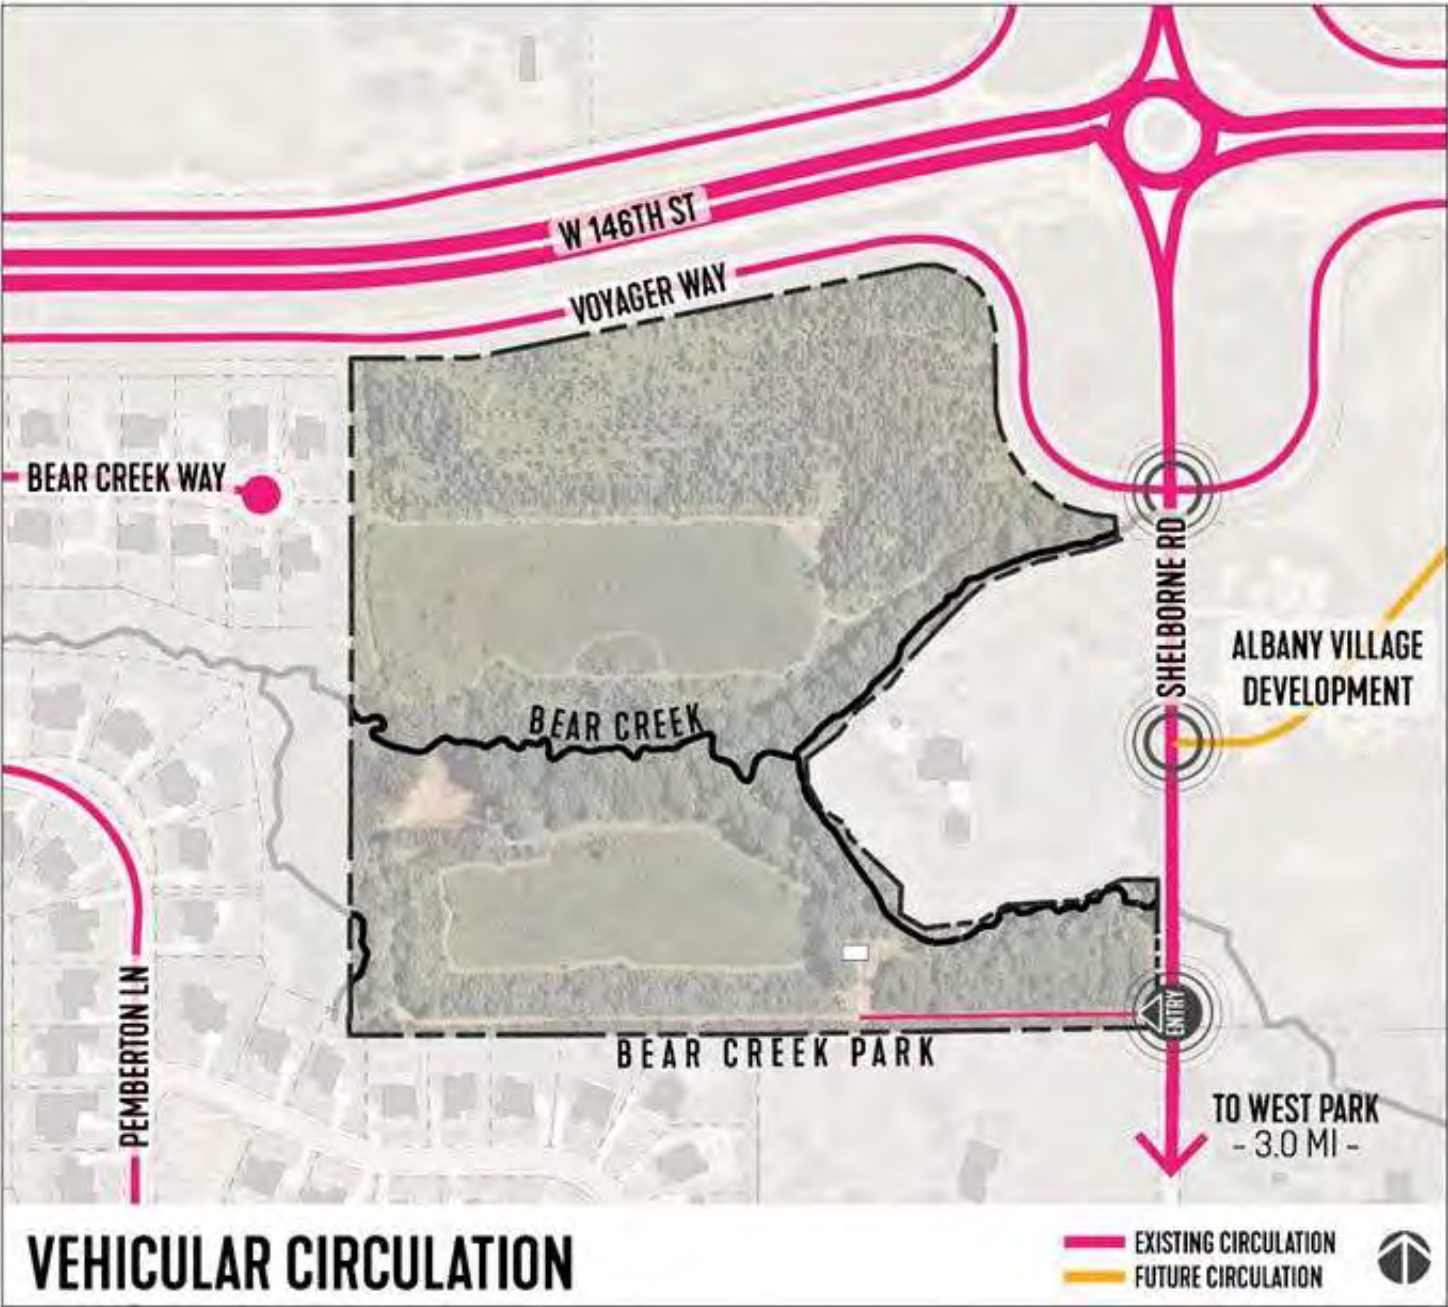 W 146TH ST
VOYAGER WAY
BEAR CREEK WAY
SHELBORNE RD
ALBANY VILLAGE
DEVELOPMENT
BEAR CREEK
PEMBERTON LN
ENTRY
BEAR CREEK PARK
TO WEST PARK
- 3.0 MI -
VEHICULAR CIRCULATION
EXISTING CIRCULATION
FUTURE CIRCULATION